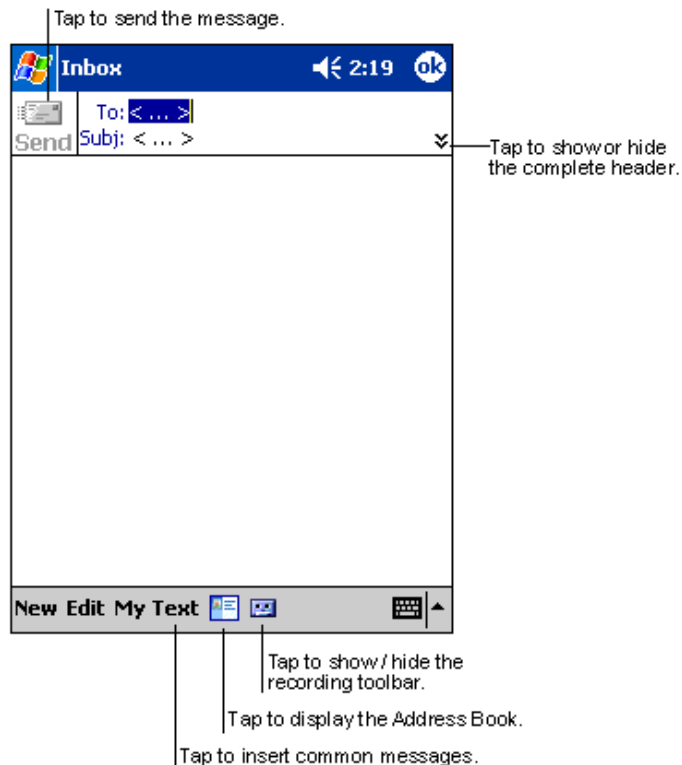 Tap to send the message.
Inbox 2:19 ok
To: < ... >
Send Subj: < ... >
Tap to show or hide
the complete header.
New Edit My Text
Tap to show / hide the
recording toolbar.
Tap to display the Address Book.
Tap to insert common messages.